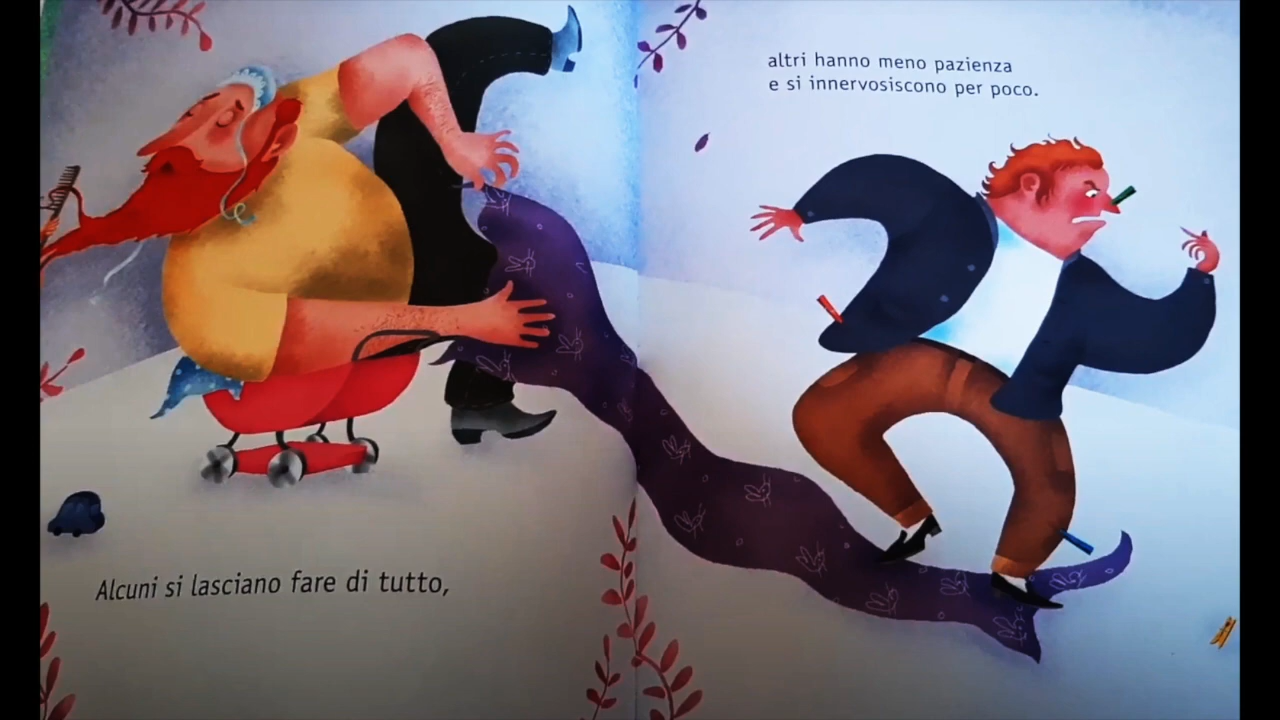 Alcuni si lasciano fare di tutto,
altri hanno meno pazienza
e si innervosiscono per poco.